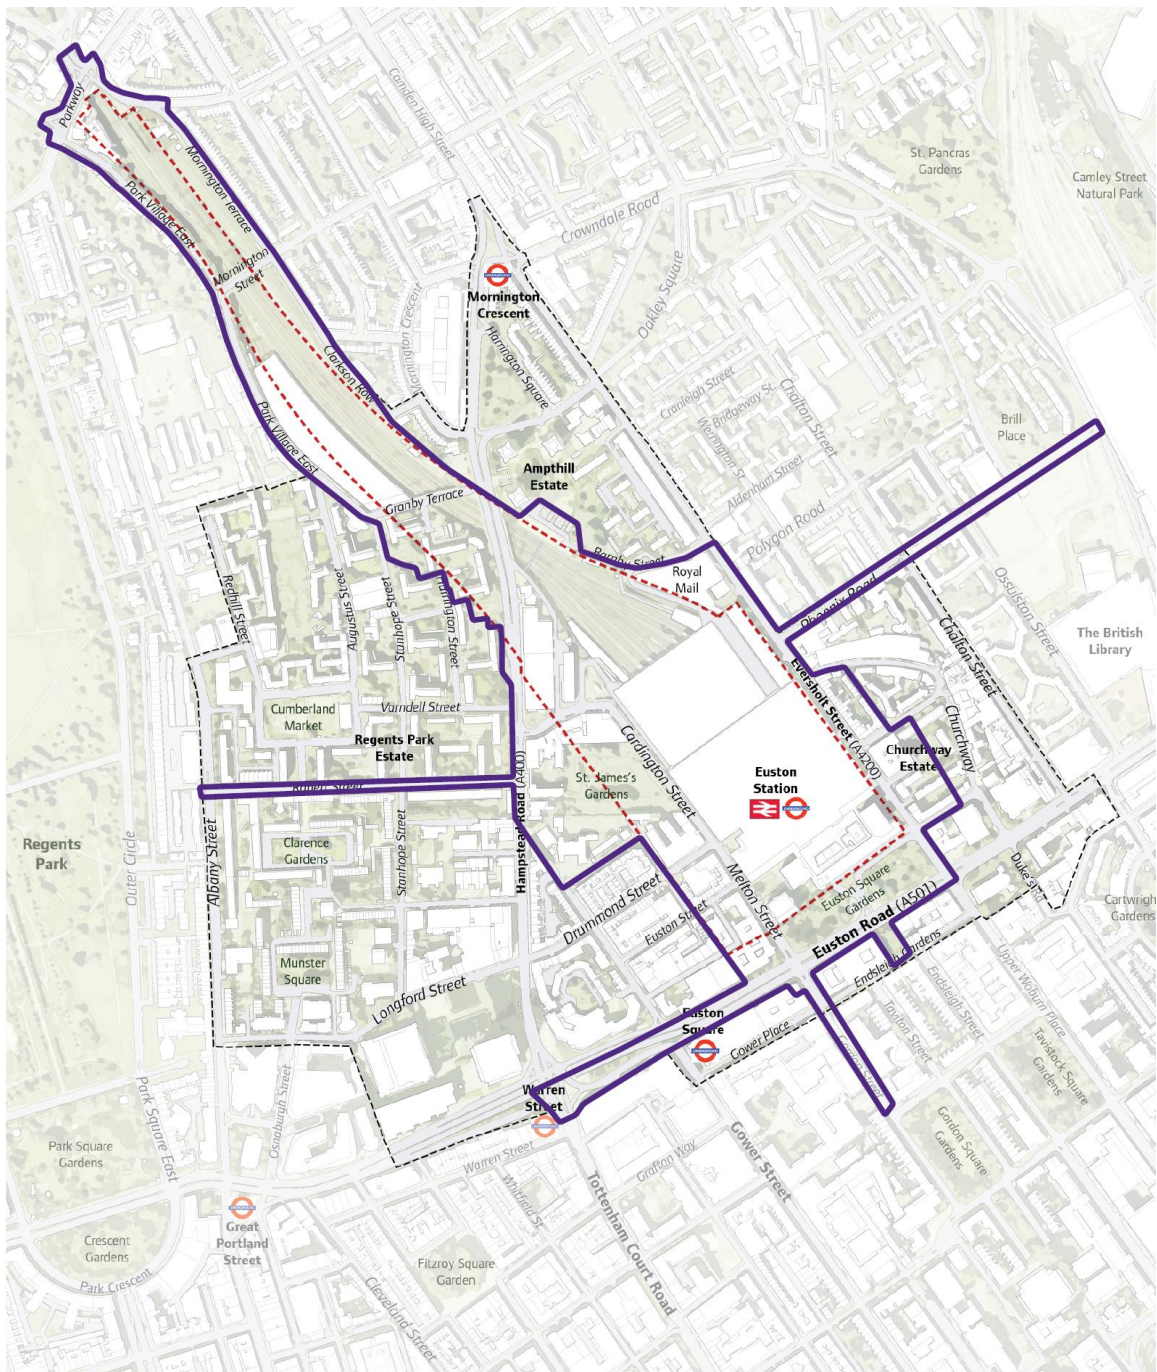 Parkway
Camden High Street
St. Pancras
Gardens
Camley Street
Natural Park
Mornington Terrace
Park Village East
Crowndale Road
Mornington
Street
Oakley Square
Mornington
Crescent
Mornington Crescent
Harrington Square
Clarkson Row
Cranleigh Street
Bridgeway St.
Werrington St.
Chalton Street
Brill
Place
Park Village East
Ampthill
Estate
Aldenham Street
Granby Terrace
Polygon Road
Barnby Street
Royal
Mail
Phoenix Road
Ossulston Street
Redhill Street
Augustus Street
Stanhope Street
Harrington Street
Chalton Street
The British
Library
Eversholt Street (A4200)
Cumberland
Market
Varndell Street
Regents Park
Estate
Cardington Street
Churchway
Churchway
Estate
Euston
Station
St. James's
Gardens
Robert Street
Hampstead Road (A400)
Regents
Park
Outer Circle
Albany Street
Clarence
Gardens
Stanhope Street
Drummond Street
Euston Street
Melton Street
Euston Square
Gardens
Duke's Rd
Cartwright
Gardens
Euston Road (A501)
Munster
Square
Longford Street
Endsleigh Gardens
Euston
Square
Gower Place
Gordon Street
Taviton Street
Endsleigh Street
Upper Woburn Place
Tavistock Square
Gardens
Warren
Street
Park Square East
Osnaburgh Street
Park Square
Gardens
Warren Street
Whitfield St
Grafton Way
Gower Street
Gordon Square
Gardens
Tottenham Court Road
Great
Portland
Street
Crescent
Gardens
Park Crescent
Cleveland Street
Fitzroy Square
Garden